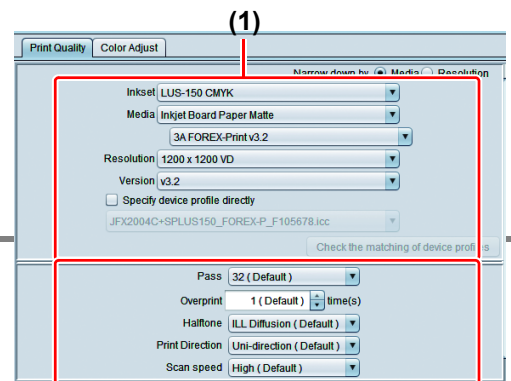 (1)
Print Quality Color Adjust
Narrow down by Media Resolution
Inkset LUS-150 CMYK
Media Inkjet Board Paper Matte
3A FOREX-Print v3.2
Resolution 1200 x 1200 VD
Version v3.2
Specify device profile directly
JFX2004C+SPLUS150_FOREX-P_F105678.icc
Check the matching of device profiles
Pass 32 ( Default )
Overprint 1 ( Default ) time(s)
Halftone ILL Diffusion ( Default )
Print Direction Uni-direction ( Default )
Scan speed High ( Default )